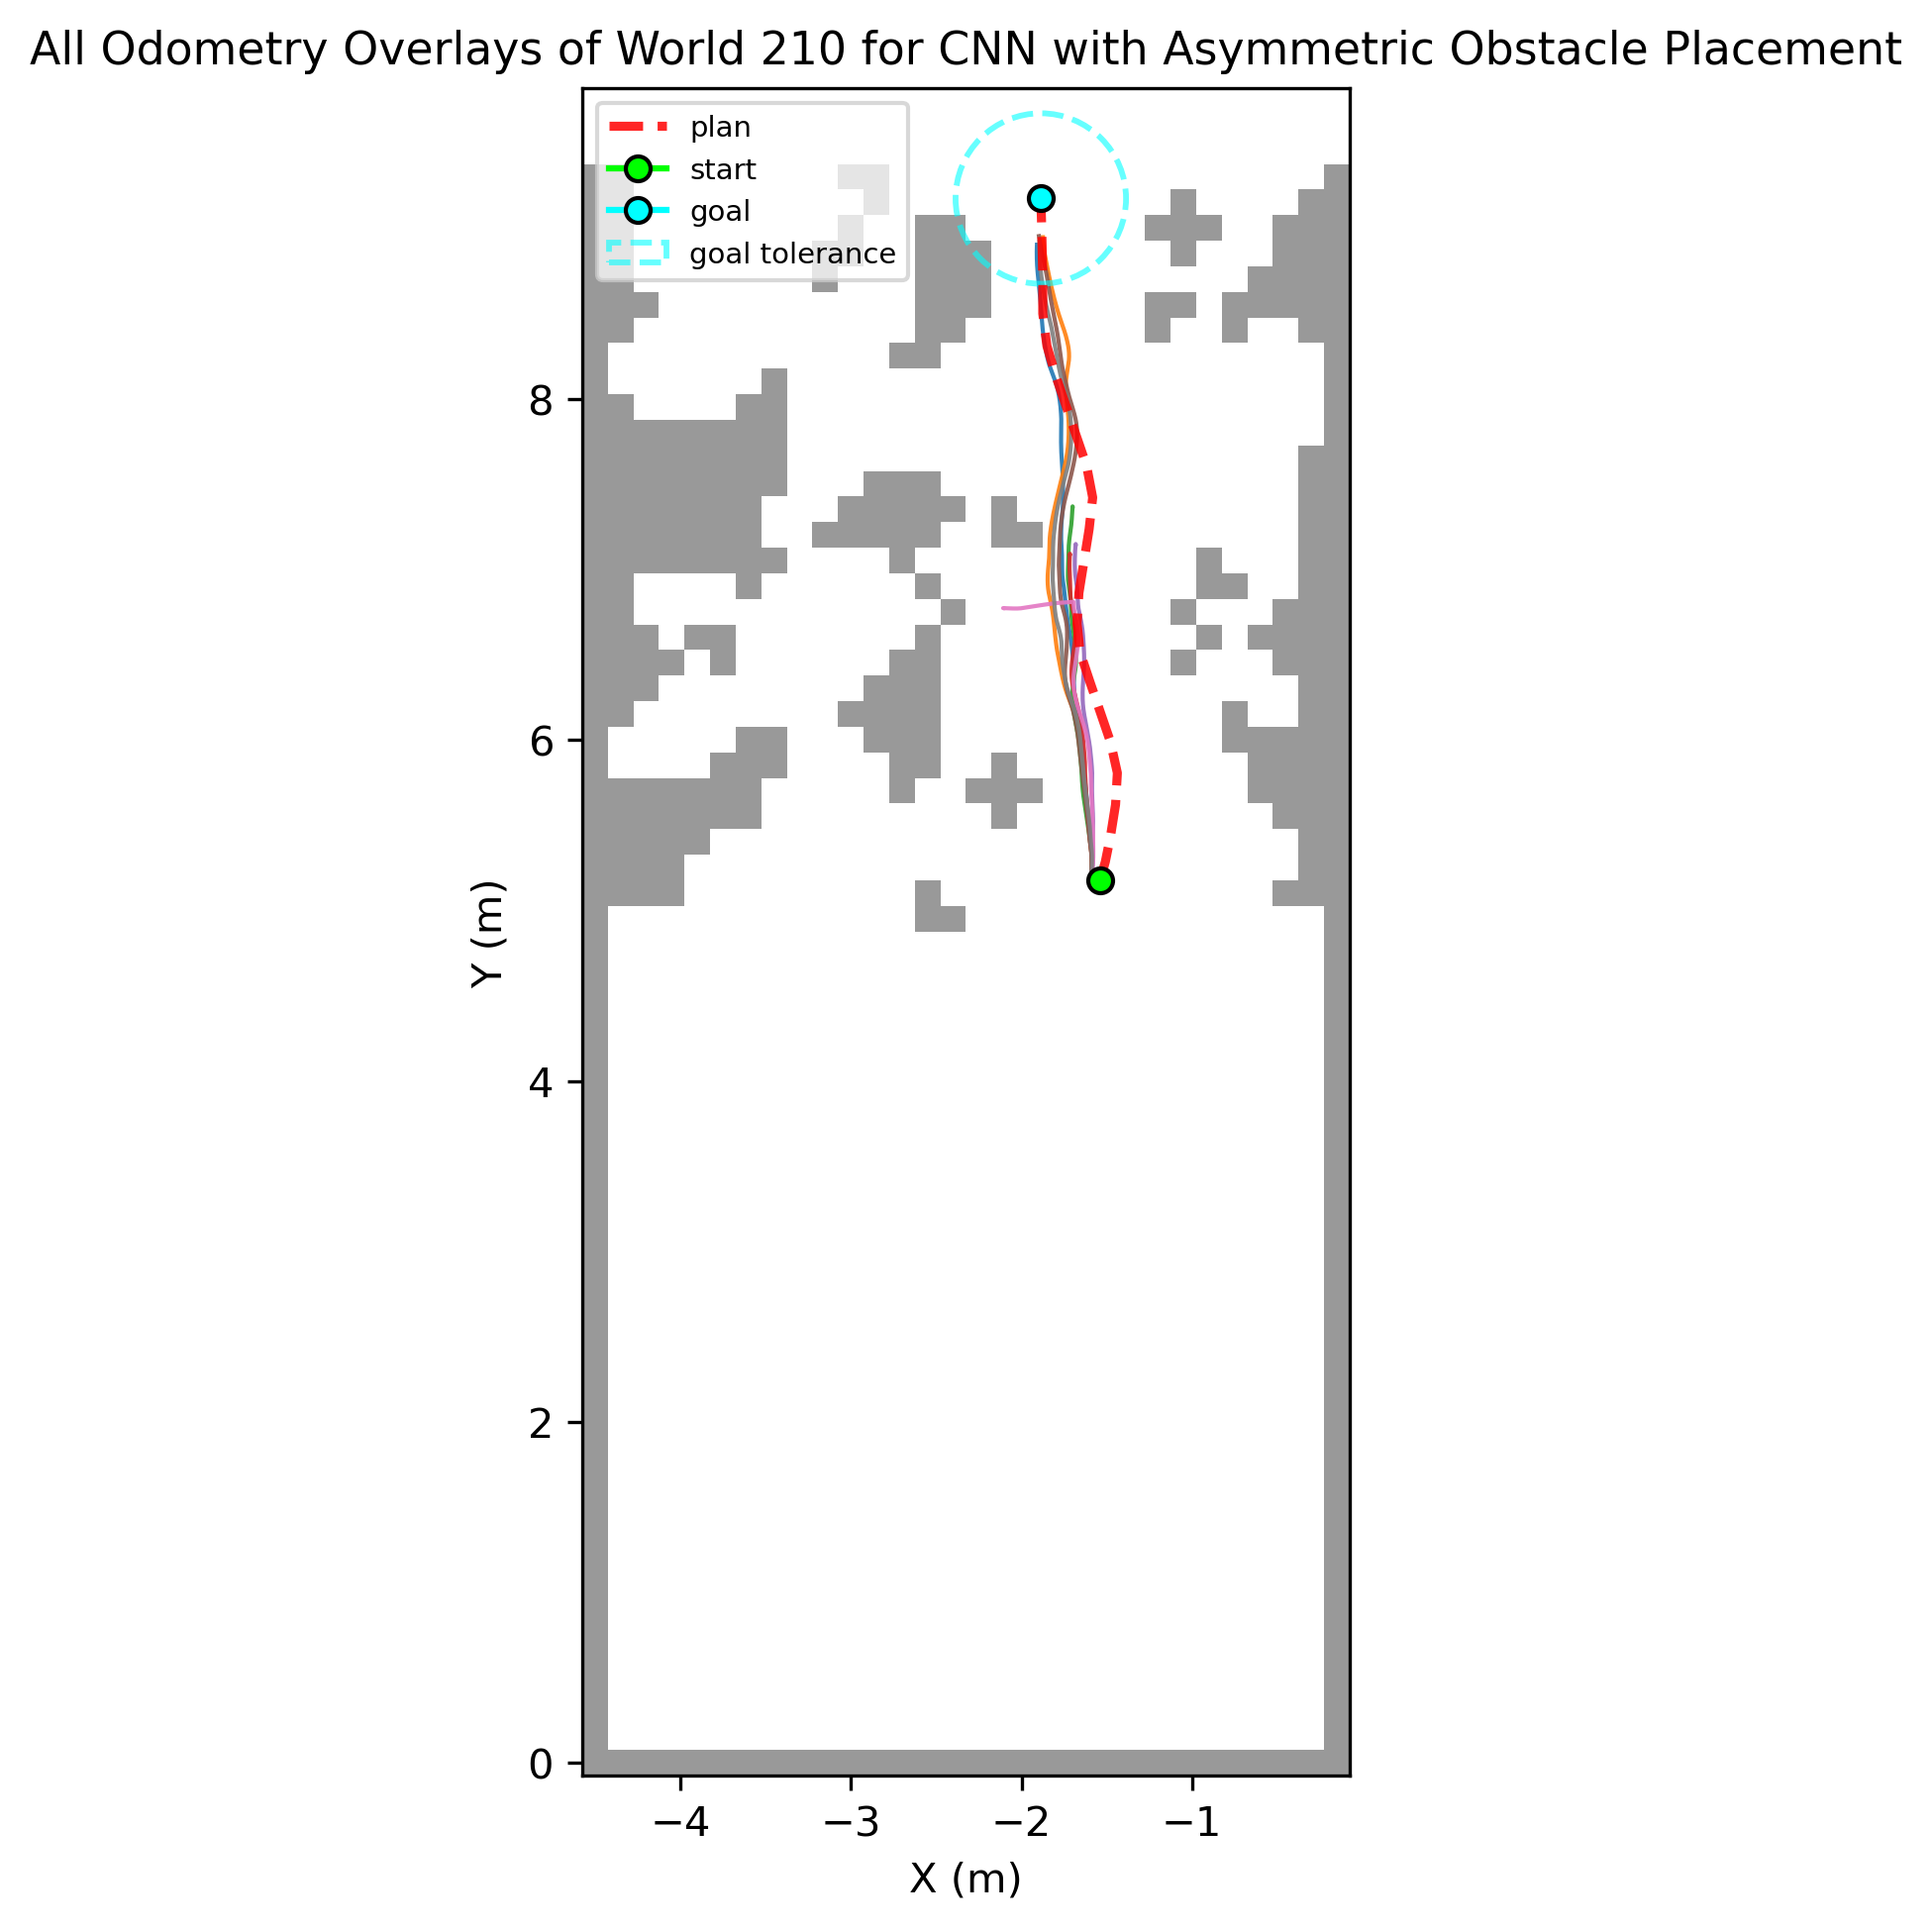 All Odometry Overlays of World 210 for CNN with Asymmetric Obstacle Placement
plan
start
goal
goal tolerance
8
6
4
2
0
Y (m)
−4
−3
−2
−1
X (m)